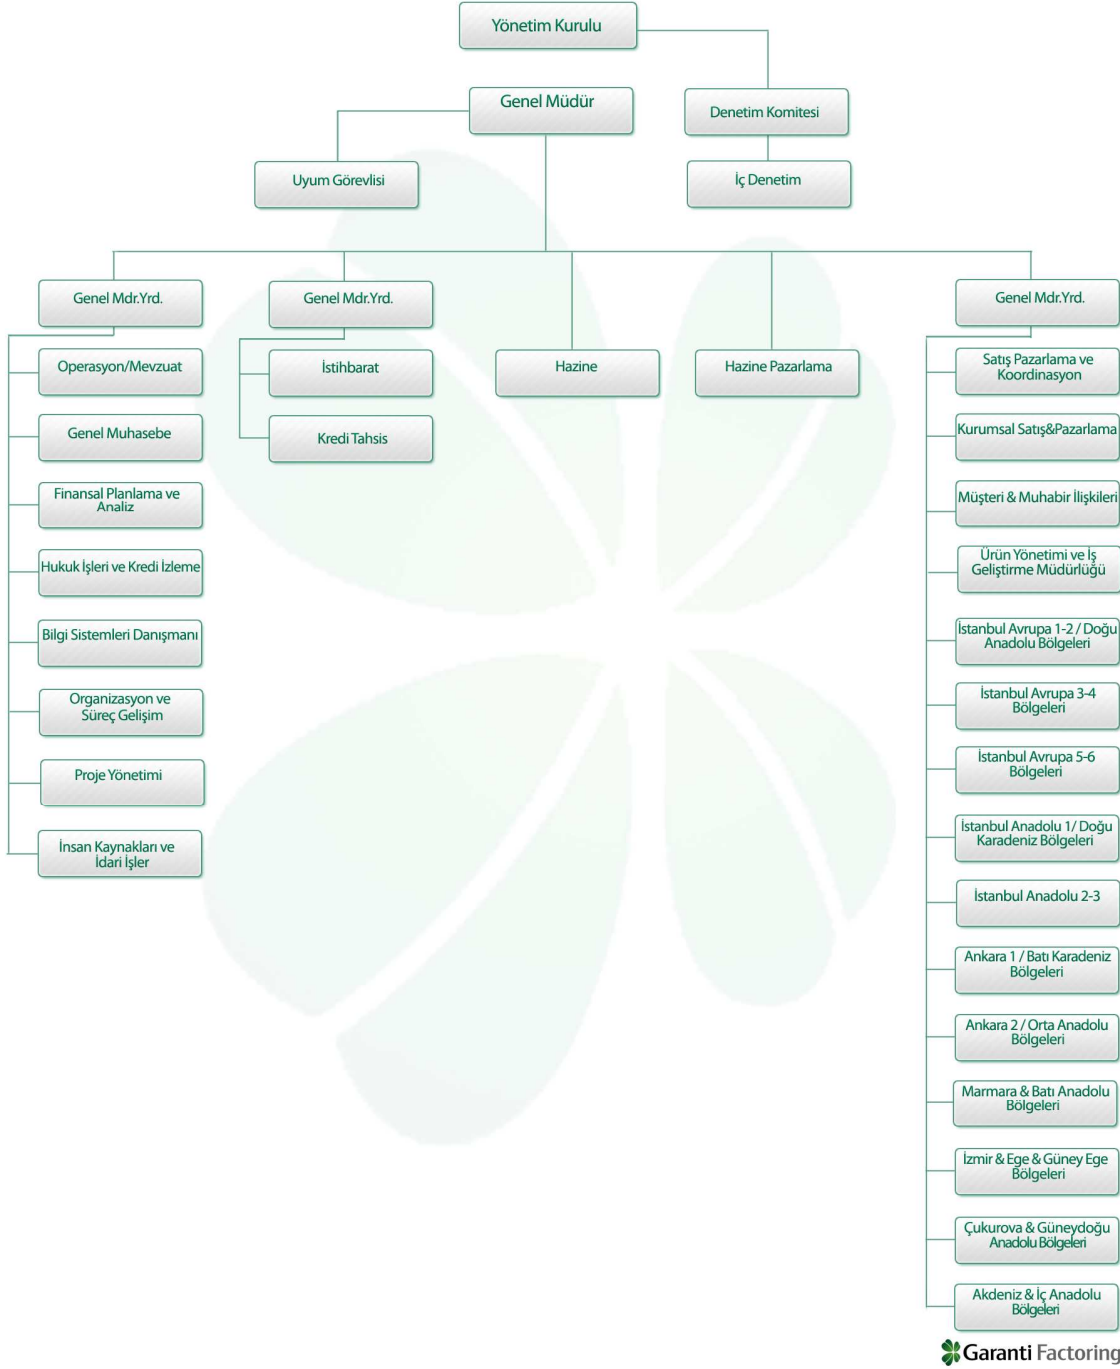 Yönetim Kurulu
Genel Müdür
Denetim Komitesi
Uyum Görevlisi
İç Denetim
Genel Mdr.Yrd.
Operasyon/Mevzuat
Genel Muhasebe
Finansal Planlama ve
Analiz
Hukuk İşleri ve Kredi İzleme
Bilgi Sistemleri Danışmanı
Organizasyon ve
Süreç Gelişim
Proje Yönetimi
İnsan Kaynakları ve
İdari İşler
Genel Mdr.Yrd.
İstihbarat
Kredi Tahsis
Hazine
Hazine Pazarlama
Genel Mdr.Yrd.
Satış Pazarlama ve
Koordinasyon
Kurumsal Satış&Pazarlama
Müşteri & Muhabir İlişkileri
Ürün Yönetimi ve İş
Geliştirme Müdürlüğü
İstanbul Avrupa 1-2 / Doğu
Anadolu Bölgeleri
İstanbul Avrupa 3-4
Bölgeleri
İstanbul Avrupa 5-6
Bölgeleri
İstanbul Anadolu 1/ Doğu
Karadeniz Bölgeleri
İstanbul Anadolu 2-3
Ankara 1 / Batı Karadeniz
Bölgeleri
Ankara 2 / Orta Anadolu
Bölgeleri
Marmara & Batı Anadolu
Bölgeleri
İzmir & Ege & Güney Ege
Bölgeleri
Çukurova & Güneydoğu
Anadolu Bölgeleri
Akdeniz & İç Anadolu
Bölgeleri
Garanti Factoring